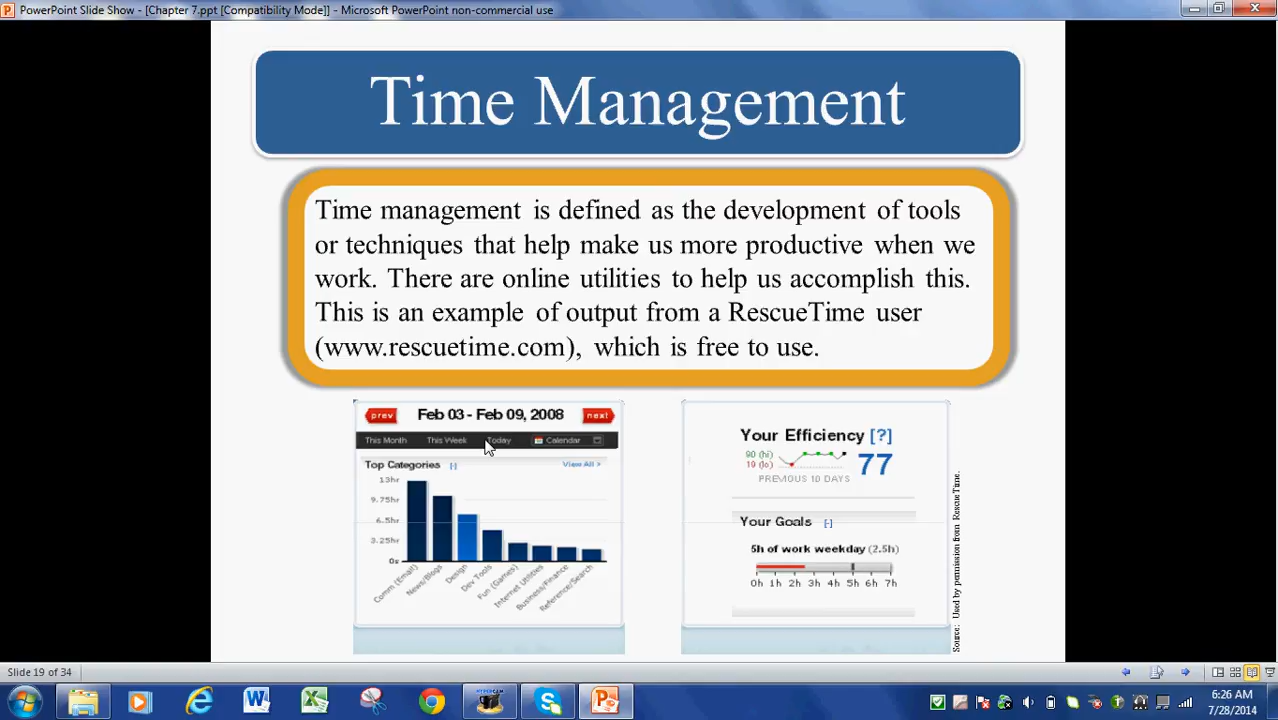 PowerPoint Slide Show - [Chapter 7.ppt [Compatibility Mode]] - Microsoft PowerPoint non-commercial use
Time Management
Time management is defined as the development of tools
or techniques that help make us more productive when we
work. There are online utilities to help us accomplish this.
This is an example of output from a RescueTime user
(www.rescuetime.com), which is free to use.
prev Feb 03 - Feb 09, 2008 next
This Month This Week Today Calendar
Top Categories [-] View All >
13hr
9.75hr
6.5hr
3.25hr
0s
Comm (Email)
News/Blogs
Design
Dev Tools
Fun (Games)
Internet Utilities
Business/Finance
Reference/Search
Your Efficiency [?]
90 (hi)
19 (lo)
77
PREVIOUS 10 DAYS
Your Goals [-]
5h of work weekday (2.5h)
0h 1h 2h 3h 4h 5h 6h 7h
Source: Used by permission from RescueTime.
Slide 19 of 34
6:26 AM
7/28/2014